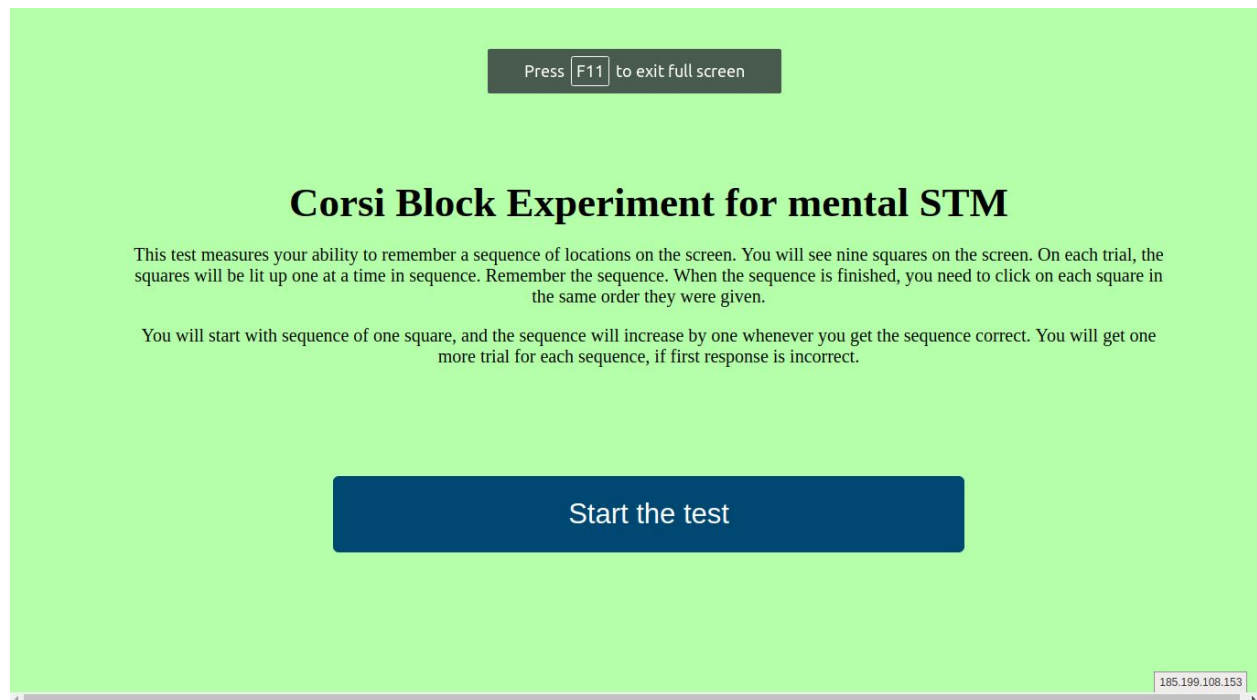 Press F11 to exit full screen
Corsi Block Experiment for mental STM
This test measures your ability to remember a sequence of locations on the screen. You will see nine squares on the screen. On each trial, the
squares will be lit up one at a time in sequence. Remember the sequence. When the sequence is finished, you need to click on each square in
the same order they were given.
You will start with sequence of one square, and the sequence will increase by one whenever you get the sequence correct. You will get one
more trial for each sequence, if first response is incorrect.
Start the test
185.199.108.153